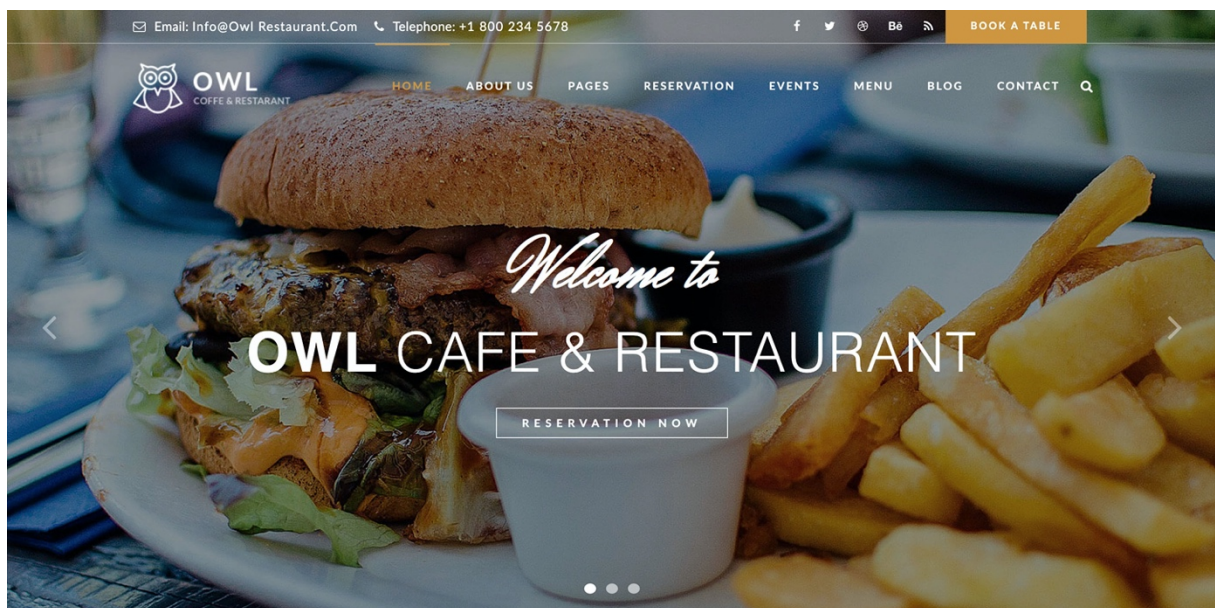 Email: Info@Owl Restaurant.Com Telephone: +1 800 234 5678 Bē BOOK A TABLE
OWL
COFFE & RESTARANT
HOME ABOUT US PAGES RESERVATION EVENTS MENU BLOG CONTACT
Welcome to
OWL CAFE & RESTAURANT
RESERVATION NOW